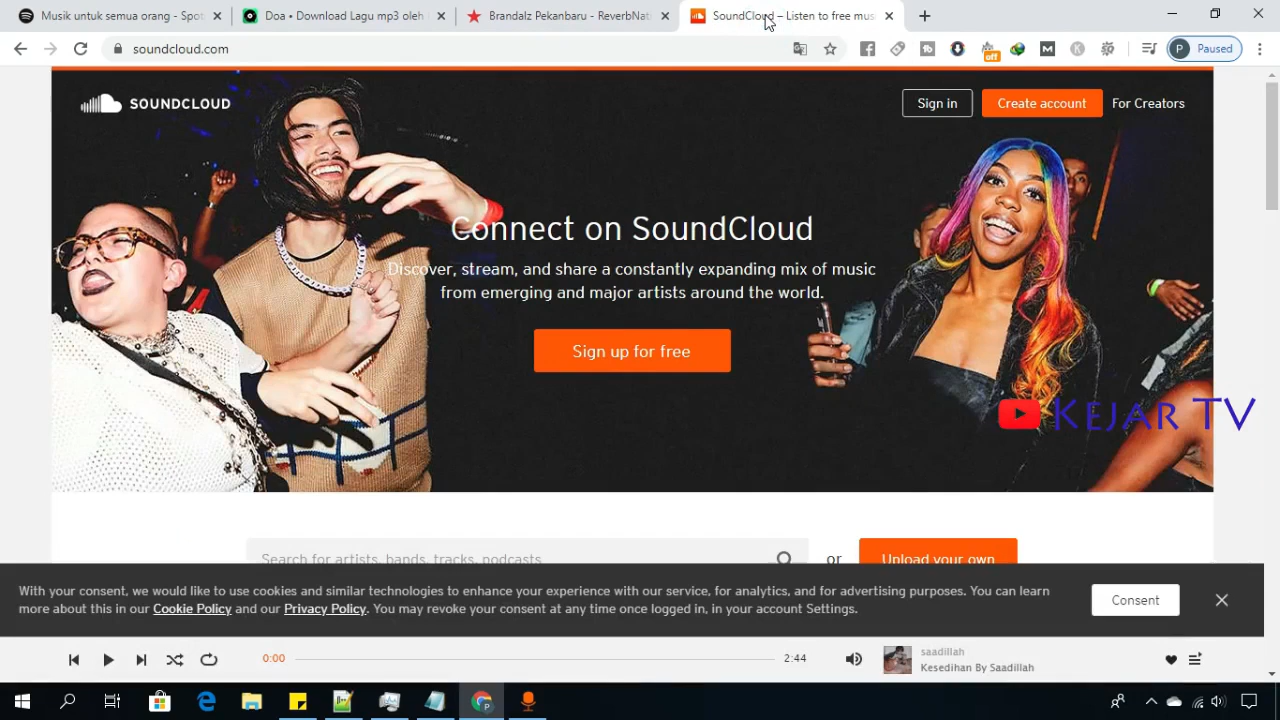 Musik untuk semua orang - Spot
Doa • Download Lagu mp3 oleh i
Brandalz Pekanbaru - ReverbNat
SoundCloud – Listen to free mus
soundcloud.com
off
M
K
P Paused
SOUNDCLOUD
Sign in
Create account
For Creators
Connect on SoundCloud
Discover, stream, and share a constantly expanding mix of music
from emerging and major artists around the world.
Sign up for free
KEJAR TV
Search for artists, bands, tracks, podcasts
or
Upload your own
With your consent, we would like to use cookies and similar technologies to enhance your experience with our service, for analytics, and for advertising purposes. You can learn
more about this in our Cookie Policy and our Privacy Policy. You may revoke your consent at any time once logged in, in your account Settings.
Consent
0:00
2:44
saadillah
Kesedihan By Saadillah